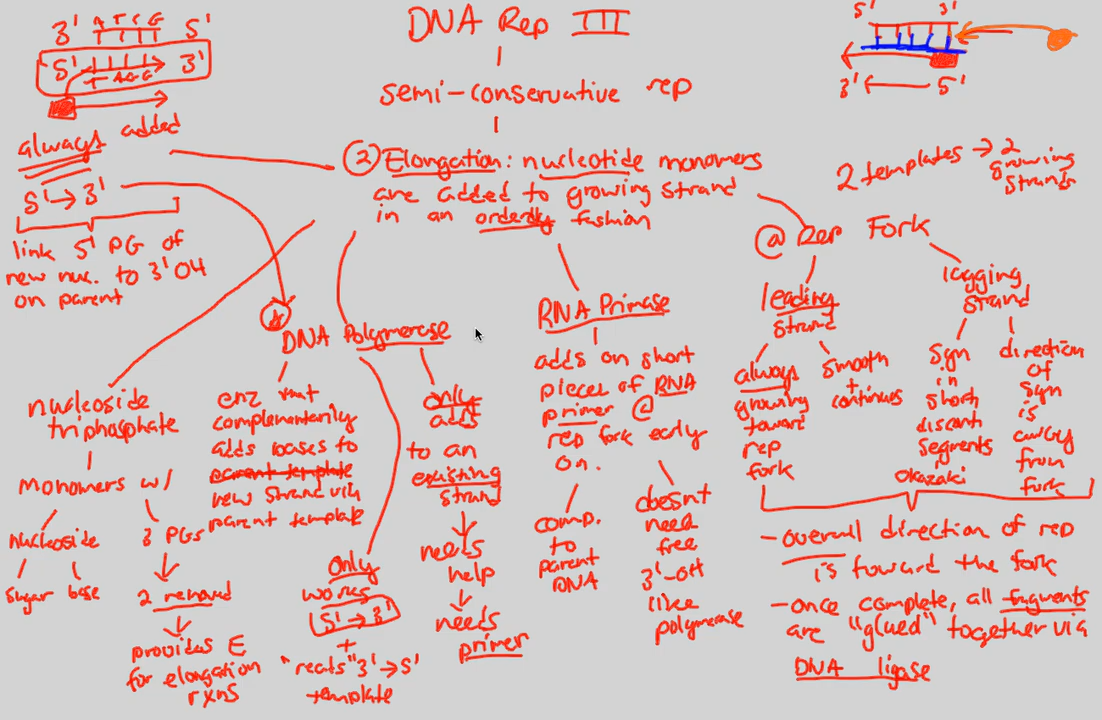 DNA Rep III
semi-conservative rep
② Elongation: nucleotide monomers
are added to growing strand
in an orderly fashion
3' A T C G 5'
5' T A G G 3'
always added
5' → 3'
link 5' PG of
new nuc. to 3'OH
on parent
nucleoside
triphosphate
monomers w/
nucleoside
sugar base
3 PGs
2 removd
provides E
for elongation
rxns
DNA Polymerase
enz that
complementarily
adds bases to
parent template
new strand via
parent template
Only
works
5' → 3'
+
"reads" 3' → 5'
template
only
adds
to an
existing
strand
needs
help
needs
primer
RNA Primase
adds on short
pieces of RNA
primer @
rep fork early
on.
comp.
to
parent
DNA
doesnt
need
free
3'-OH
like
polymerase
5' 3'
3' ← 5'
2 templates → 2
growing
strands
@ Rep Fork
leading
strand
always
growing
toward
rep
fork
smooth
+
continues
lagging
strand
syn
in
short
discont
segments
Okazaki
direction
of
syn
is
away
from
fork
- overall direction of rep
is toward the fork
- once complete, all fragments
are "glued" together via
DNA ligase